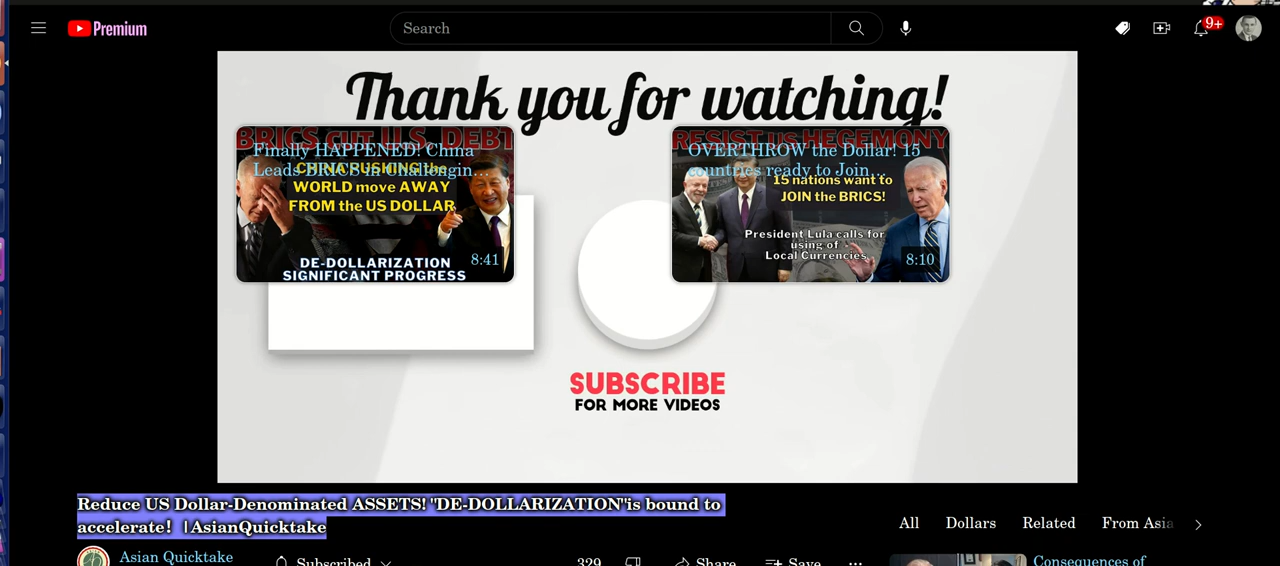 Premium
Search
9+
Thank you for watching!
BRICS cut U.S. DEBT
Finally HAPPENED! China
Leads BRICS in Challengin...
CHINA PUSHING the
WORLD move AWAY
FROM the US DOLLAR
DE-DOLLARIZATION
SIGNIFICANT PROGRESS
8:41
RESIST US HEGEMONY
OVERTHROW the Dollar! 15
countries ready to Join...
15 nations want to
JOIN the BRICS!
President Lula calls for
using of
Local Currencies
8:10
SUBSCRIBE
FOR MORE VIDEOS
Reduce US Dollar-Denominated ASSETS! "DE-DOLLARIZATION"is bound to
accelerate! | AsianQuicktake
All Dollars Related From Asia
Asian Quicktake
Subscribed
329
Share
Save
Consequences of